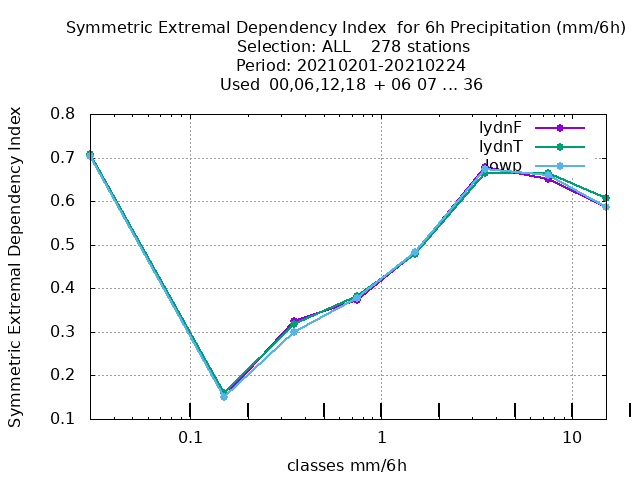 Symmetric Extremal Dependency Index  for 6h Precipitation (mm/6h)
Selection: ALL    278 stations
Period: 20210201-20210224
Used  00,06,12,18  + 06 07 ... 36
Symmetric Extremal Dependency Index
0.8
0.7
0.6
0.5
0.4
0.3
0.2
0.1
lydnF
lydnT
lowp
0.1
1
10
classes mm/6h